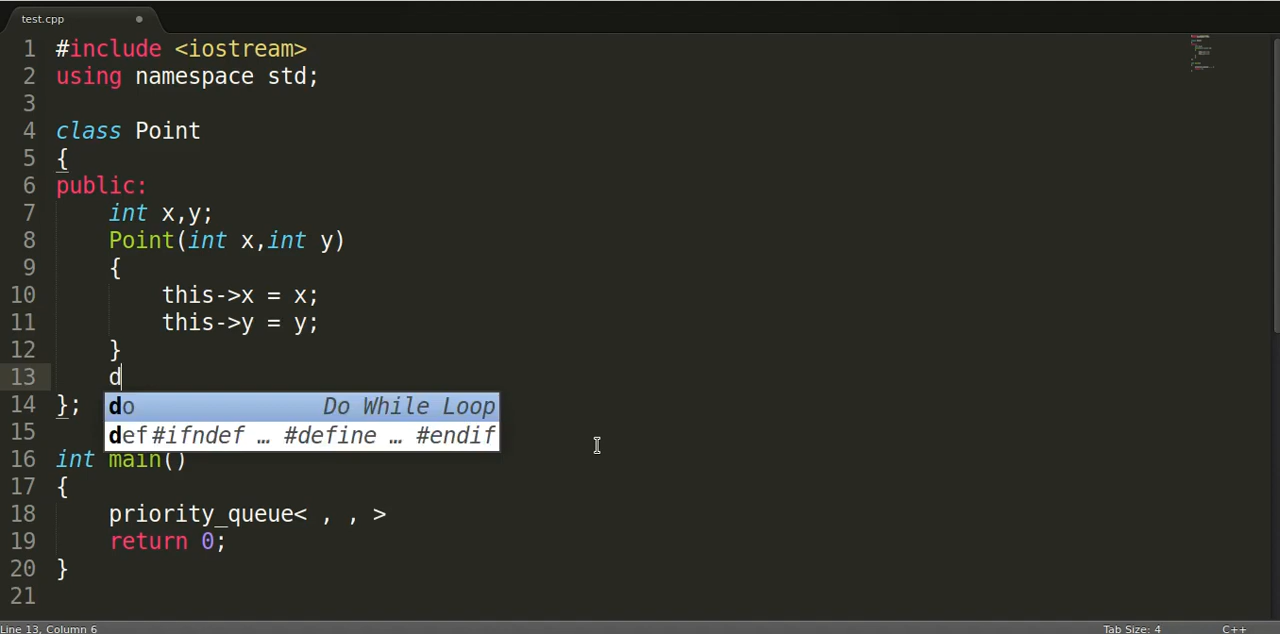 test.cpp
1 #include <iostream>
2 using namespace std;
3
4 class Point
5 {
6 public:
7 int x,y;
8 Point(int x,int y)
9 {
10 this->x = x;
11 this->y = y;
12 }
13 d
do Do While Loop
14 };
def #ifndef … #define … #endif
15
16 int main()
17 {
18 priority_queue< , , >
19 return 0;
20 }
21
Line 13, Column 6 Tab Size: 4 C++